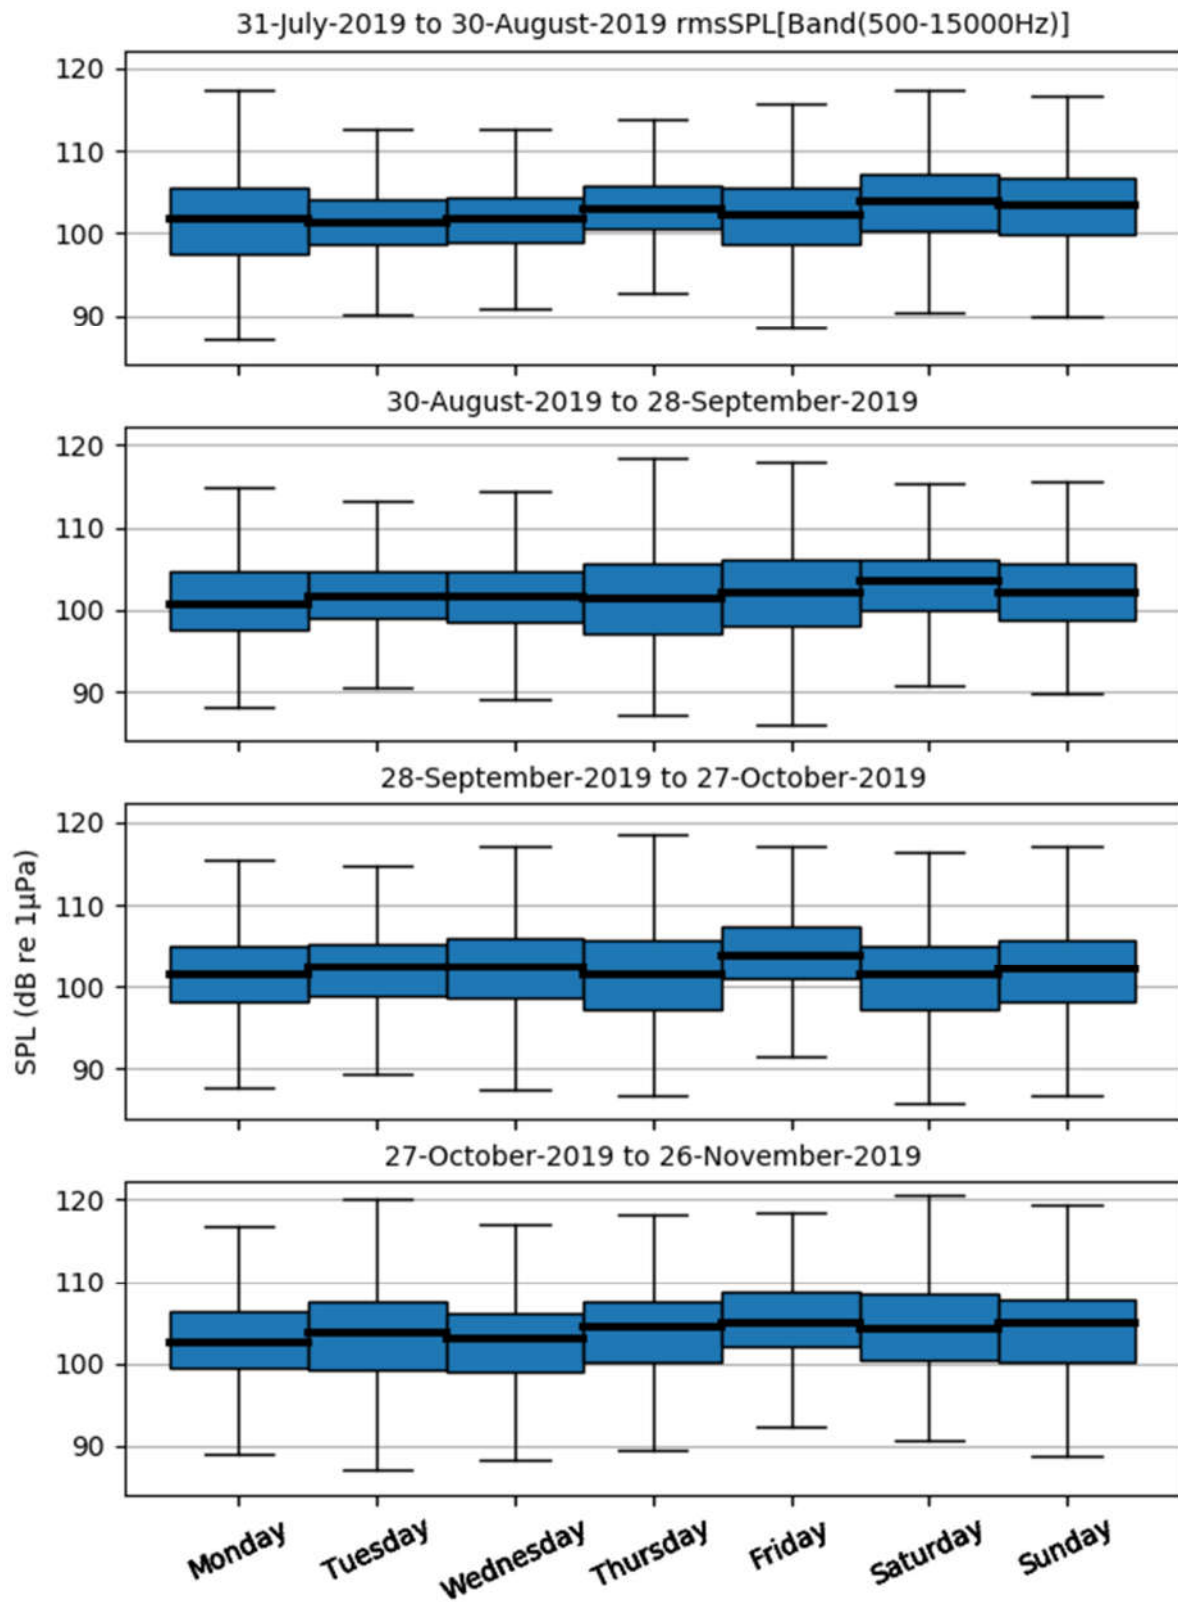 31-July-2019 to 30-August-2019 rmsSPL[Band(500-15000Hz)]
120
110
100
90
30-August-2019 to 28-September-2019
120
110
100
90
28-September-2019 to 27-October-2019
120
110
100
90
SPL (dB re 1µPa)
27-October-2019 to 26-November-2019
120
110
100
90
Monday Tuesday Wednesday Thursday Friday Saturday Sunday